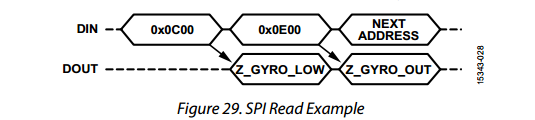 DIN
0x0C00
0x0E00
NEXT
ADDRESS
DOUT
Z_GYRO_LOW
Z_GYRO_OUT
15343-028
Figure 29. SPI Read Example